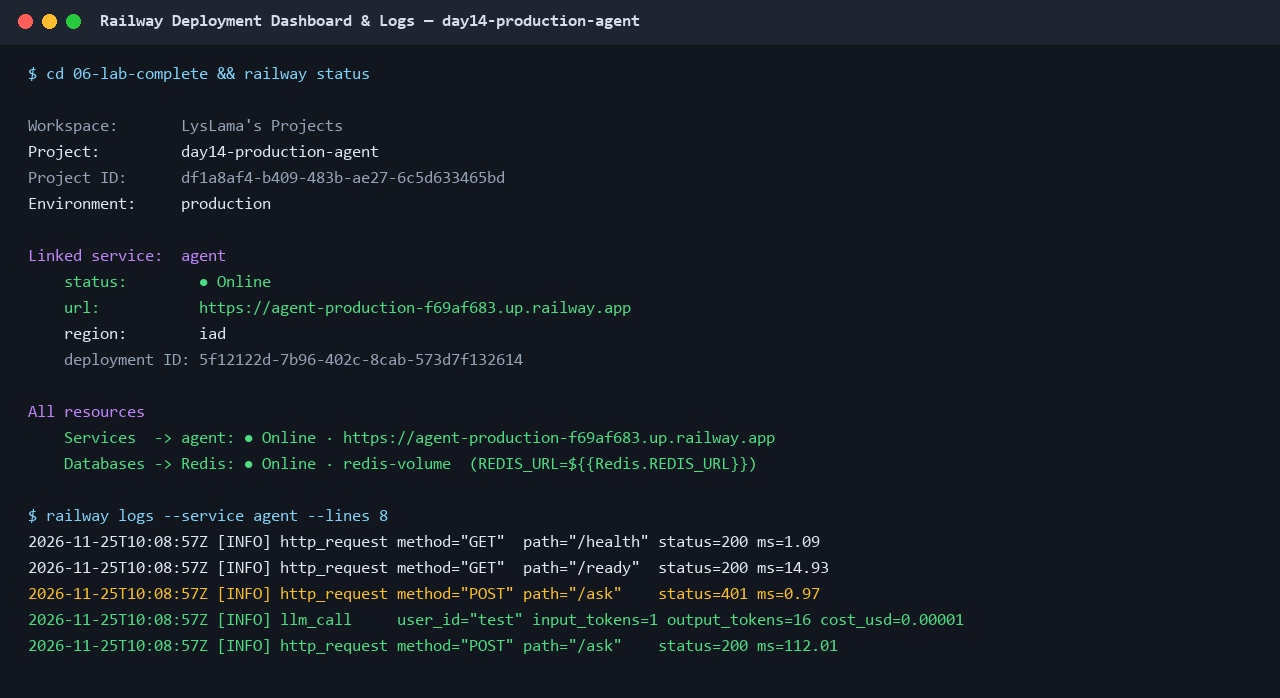 Railway Deployment Dashboard & Logs — day14-production-agent
$ cd 06-lab-complete && railway status
Workspace:       LysLama's Projects
Project:         day14-production-agent
Project ID:      df1a8af4-b409-483b-ae27-6c5d633465bd
Environment:     production
Linked service:  agent
    status:        ● Online
    url:           https://agent-production-f69af683.up.railway.app
    region:        iad
    deployment ID: 5f12122d-7b96-402c-8cab-573d7f132614
All resources
    Services  -> agent: ● Online · https://agent-production-f69af683.up.railway.app
    Databases -> Redis: ● Online · redis-volume  (REDIS_URL=${{Redis.REDIS_URL}})
$ railway logs --service agent --lines 8
2026-11-25T10:08:57Z [INFO] http_request method="GET"  path="/health" status=200 ms=1.09
2026-11-25T10:08:57Z [INFO] http_request method="GET"  path="/ready"  status=200 ms=14.93
2026-11-25T10:08:57Z [INFO] http_request method="POST" path="/ask"    status=401 ms=0.97
2026-11-25T10:08:57Z [INFO] llm_call     user_id="test" input_tokens=1 output_tokens=16 cost_usd=0.00001
2026-11-25T10:08:57Z [INFO] http_request method="POST" path="/ask"    status=200 ms=112.01